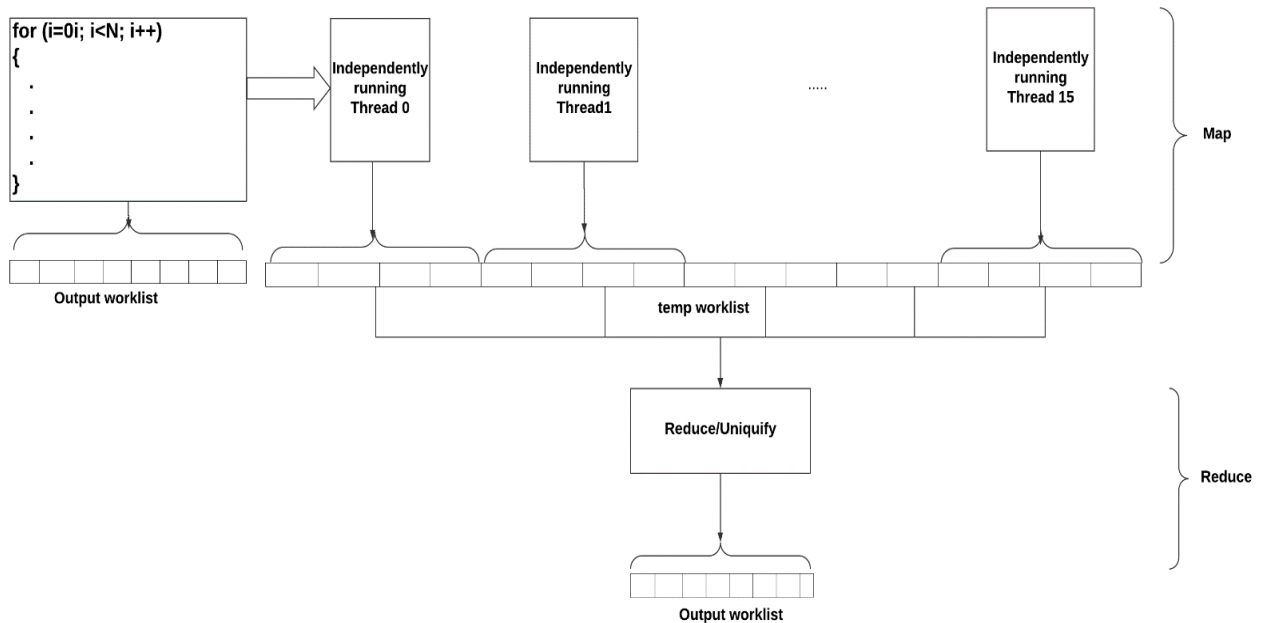 for (i=0i; i<N; i++)
{
.
.
.
.
}
Independently
running
Thread 0
Independently
running
Thread1
.....
Independently
running
Thread 15
Map
Output worklist
temp worklist
Reduce/Uniquify
Reduce
Output worklist